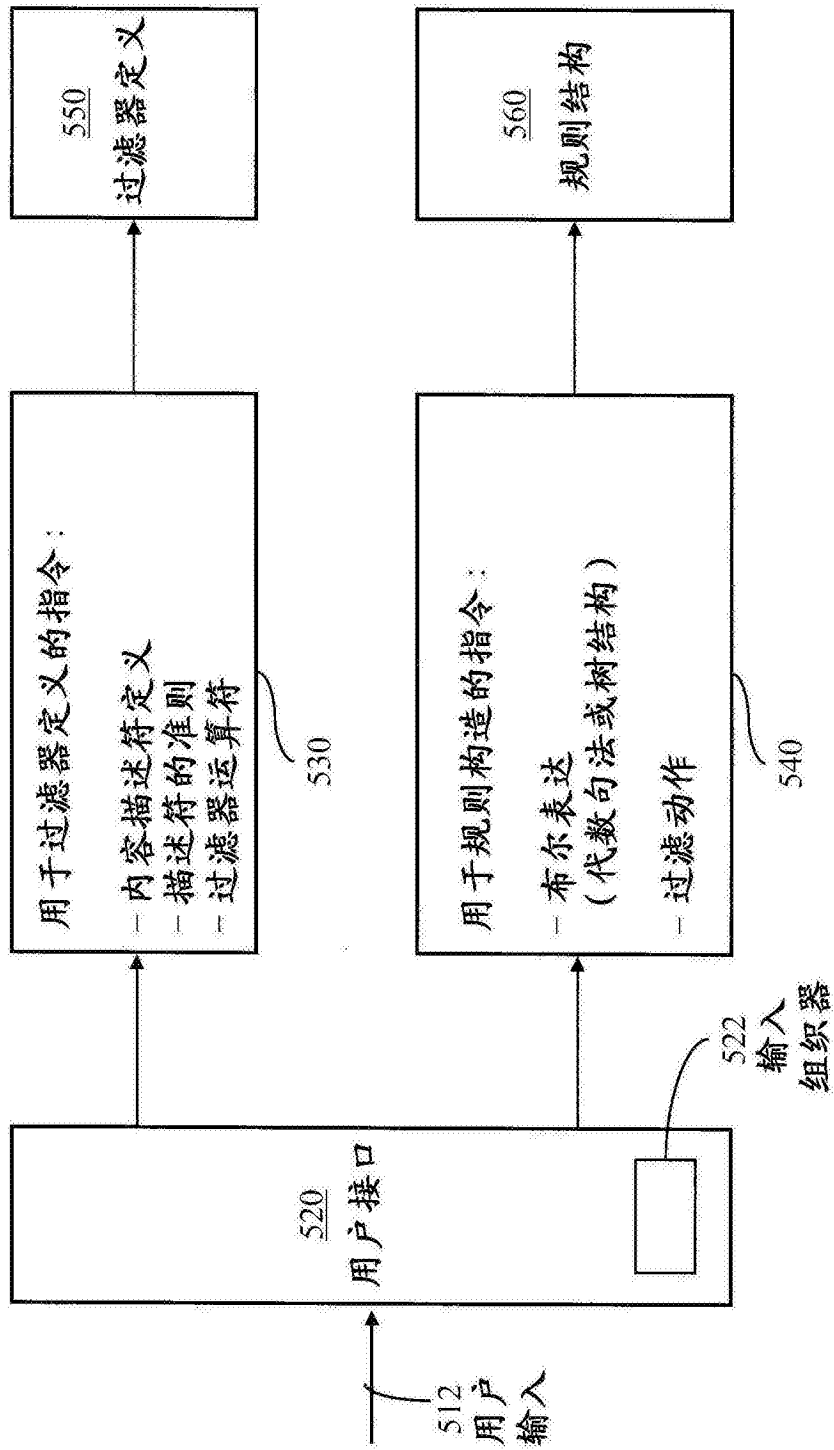 512
用户
输入
520
用户接口
522
输入
组织器
用于过滤器定义的指令：
– 内容描述符定义
– 描述符的准则
– 过滤器运算符
530
用于规则构造的指令：
– 布尔表达
（代数句法或树结构）
– 过滤动作
540
550
过滤器定义
560
规则结构